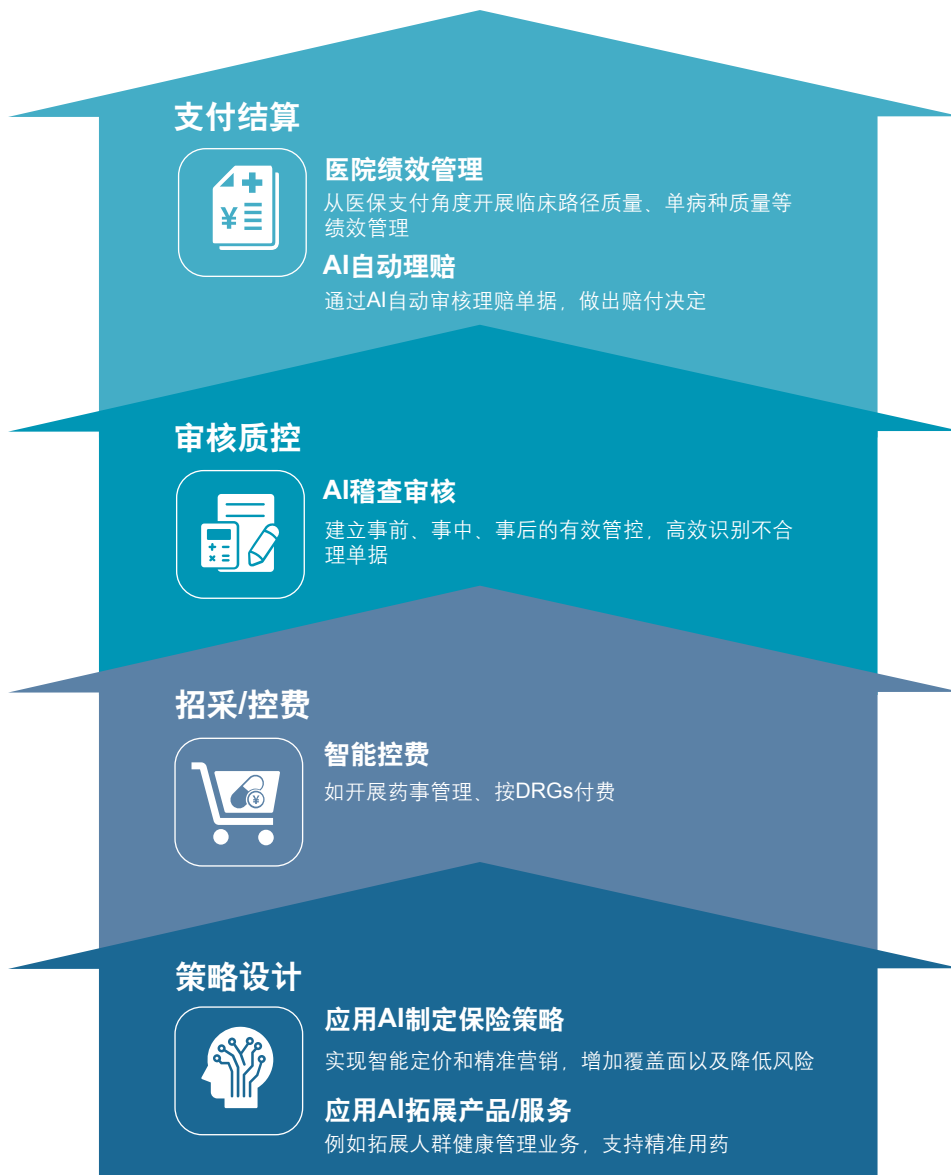 支付结算
医院绩效管理
从医保支付角度开展临床路径质量、单病种质量等
绩效管理
AI自动理赔
通过AI自动审核理赔单据，做出赔付决定
审核质控
AI稽查审核
建立事前、事中、事后的有效管控，高效识别不合
理单据
招采/控费
智能控费
如开展药事管理、按DRGs付费
策略设计
应用AI制定保险策略
实现智能定价和精准营销，增加覆盖面以及降低风险
应用AI拓展产品/服务
例如拓展人群健康管理业务，支持精准用药